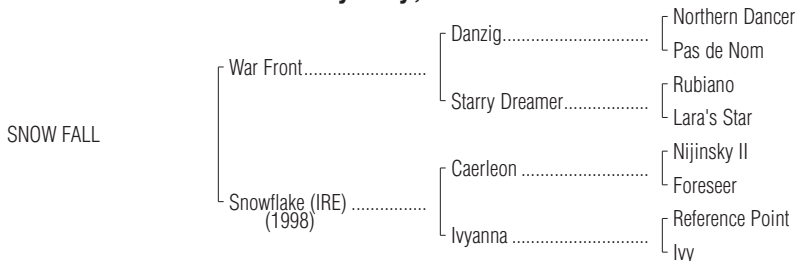 Northern Dancer
Danzig
Pas de Nom
War Front
Rubiano
Starry Dreamer
Lara's Star
SNOW FALL
Nijinsky II
Caerleon
Foreseer
Snowflake (IRE)
(1998)
Reference Point
Ivyanna
Ivy